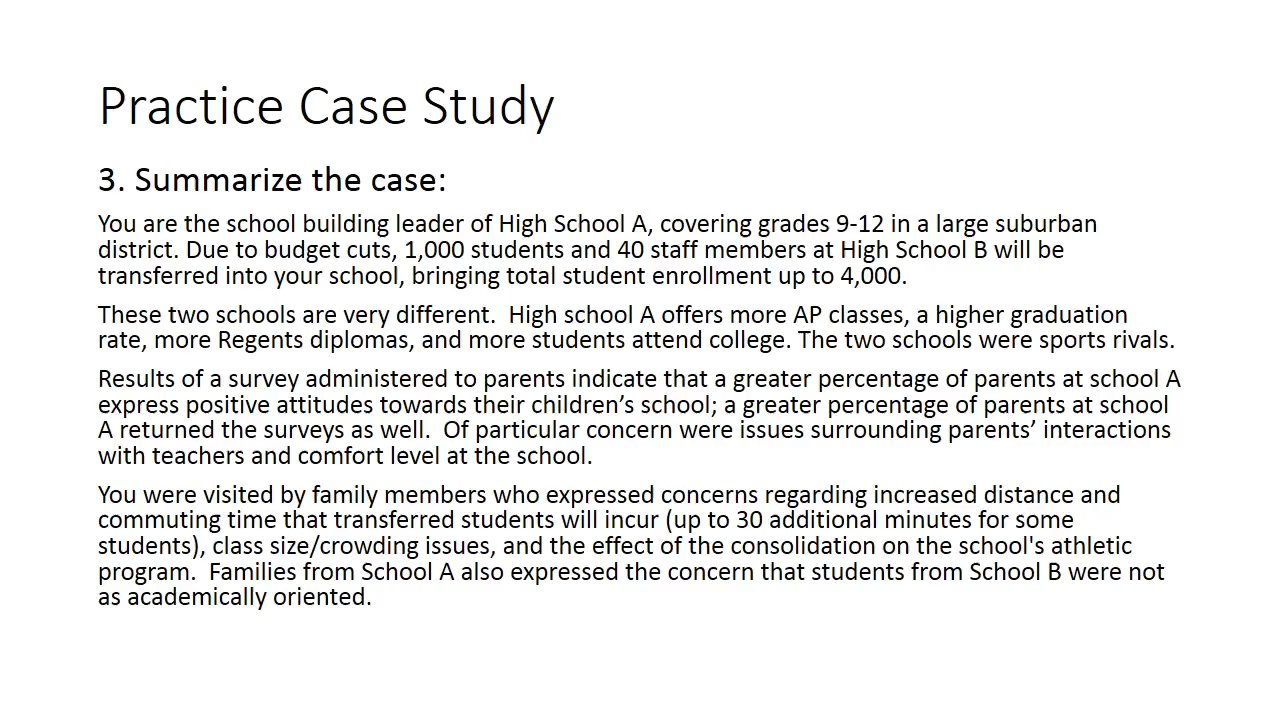 Practice Case Study
3. Summarize the case:
You are the school building leader of High School A, covering grades 9-12 in a large suburban
district. Due to budget cuts, 1,000 students and 40 staff members at High School B will be
transferred into your school, bringing total student enrollment up to 4,000.
These two schools are very different.  High school A offers more AP classes, a higher graduation
rate, more Regents diplomas, and more students attend college. The two schools were sports rivals.
Results of a survey administered to parents indicate that a greater percentage of parents at school A
express positive attitudes towards their children’s school; a greater percentage of parents at school
A returned the surveys as well.  Of particular concern were issues surrounding parents’ interactions
with teachers and comfort level at the school.
You were visited by family members who expressed concerns regarding increased distance and
commuting time that transferred students will incur (up to 30 additional minutes for some
students), class size/crowding issues, and the effect of the consolidation on the school's athletic
program.  Families from School A also expressed the concern that students from School B were not
as academically oriented.